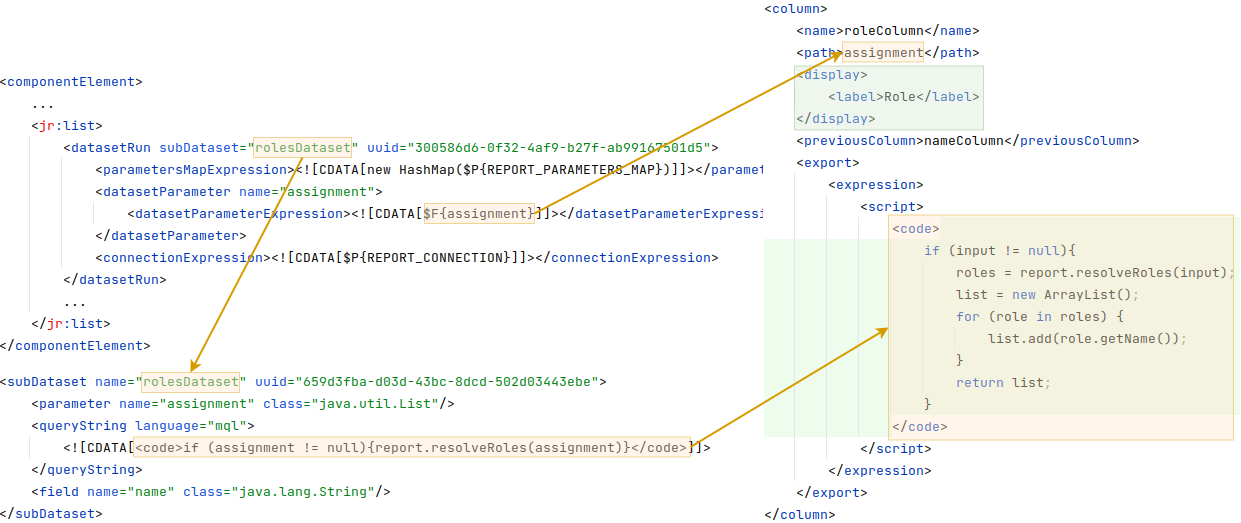 <componentElement>
...
<jr:list>
<datasetRun subDataset="rolesDataset" uuid="300586d6-0f32-4af9-b27f-ab99167501d5">
<parametersMapExpression><![CDATA[new HashMap($P{REPORT_PARAMETERS_MAP})]]></paramet
<datasetParameter name="assignment">
<datasetParameterExpression><![CDATA[$F{assignment}]]></datasetParameterExpressi
</datasetParameter>
<connectionExpression><![CDATA[$P{REPORT_CONNECTION}]]></connectionExpression>
</datasetRun>
...
</jr:list>
</componentElement>
<subDataset name="rolesDataset" uuid="659d3fba-d03d-43bc-8dcd-502d03443ebe">
<parameter name="assignment" class="java.util.List"/>
<queryString language="mql">
<![CDATA[<code>if (assignment != null){report.resolveRoles(assignment)}</code>]]>
</queryString>
<field name="name" class="java.lang.String"/>
</subDataset>
<column>
<name>roleColumn</name>
<path>assignment</path>
<display>
<label>Role</label>
</display>
<previousColumn>nameColumn</previousColumn>
<export>
<expression>
<script>
<code>
if (input != null){
roles = report.resolveRoles(input);
list = new ArrayList();
for (role in roles) {
list.add(role.getName());
}
return list;
}
</code>
</script>
</expression>
</export>
</column>